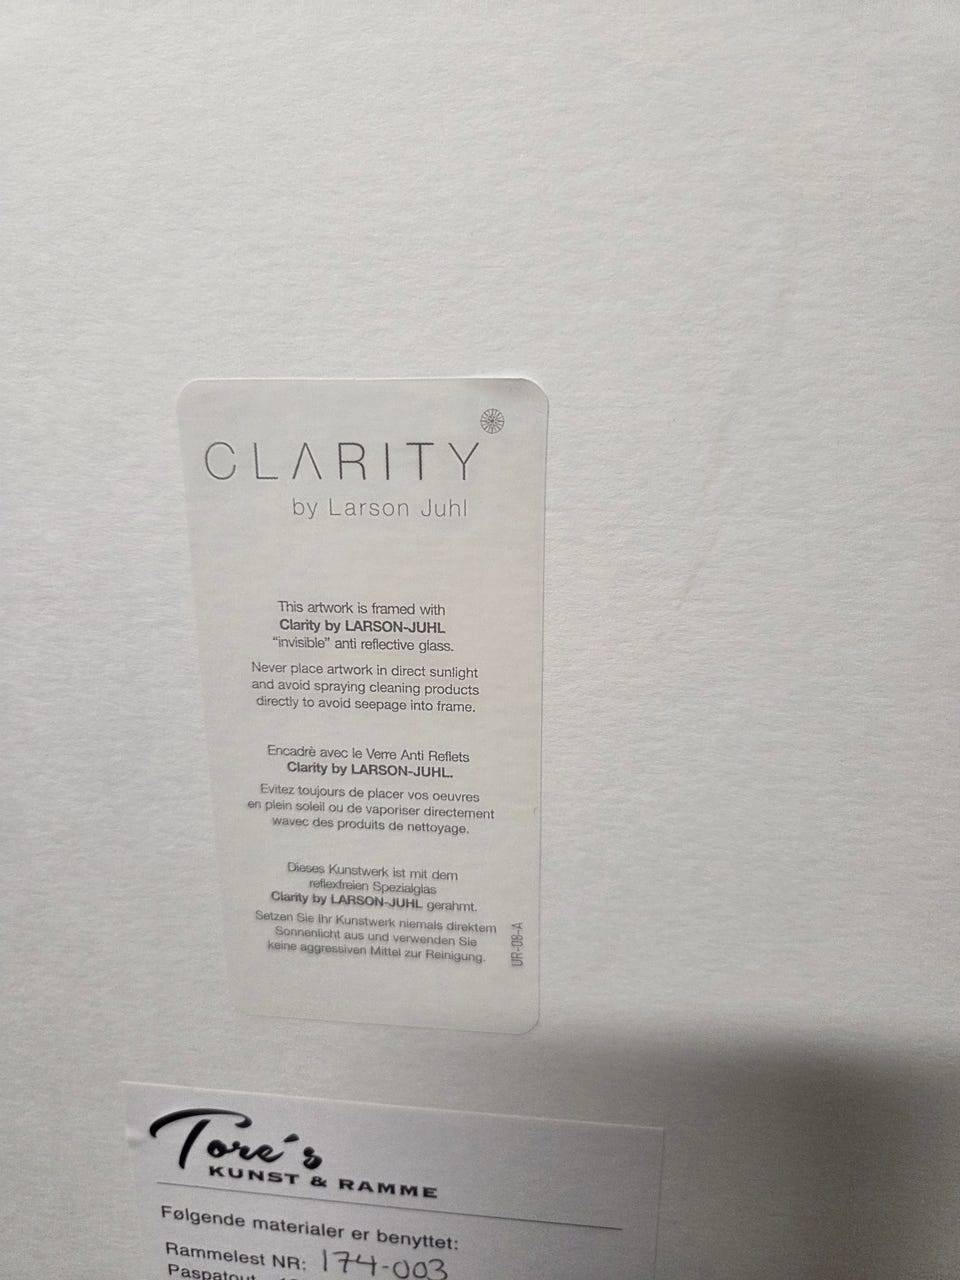 CLARITY
by Larson Juhl
This artwork is framed with
Clarity by LARSON-JUHL
“invisible” anti reflective glass.
Never place artwork in direct sunlight
and avoid spraying cleaning products
directly to avoid seepage into frame.
Encadrè avec le Verre Anti Reflets
Clarity by LARSON-JUHL.
Evitez toujours de placer vos oeuvres
en plein soleil ou de vaporiser directement
wavec des produits de nettoyage.
Dieses Kunstwerk ist mit dem
reflexfreien Spezialglas
Clarity by LARSON-JUHL gerahmt.
Setzen Sie Ihr Kunstwerk niemals direktem
Sonnenlicht aus und verwenden Sie
keine aggressiven Mittel zur Reinigung.
UR-08-A
Tore´s
KUNST & RAMME
Følgende materialer er benyttet:
Rammelest NR: 174-003